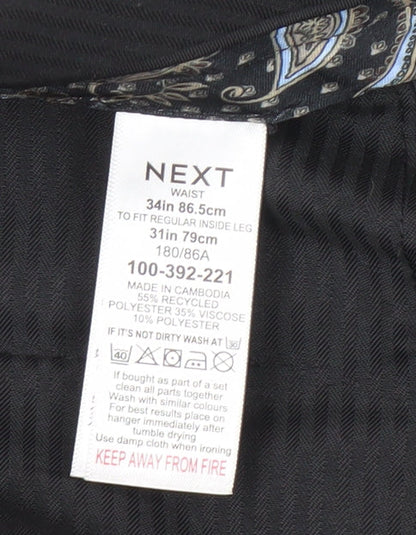 NEXT
WAIST
34in 86.5cm
TO FIT REGULAR INSIDE LEG
31in 79cm
180/86A
100-392-221
MADE IN CAMBODIA
55% RECYCLED
POLYESTER 35% VISCOSE
10% POLYESTER
IF IT'S NOT DIRTY WASH AT 30
40
If bought as part of a set
clean all parts together
Wash with similar colours
For best results place on
hanger immediately after
tumble drying
Use damp cloth when ironing
KEEP AWAY FROM FIRE